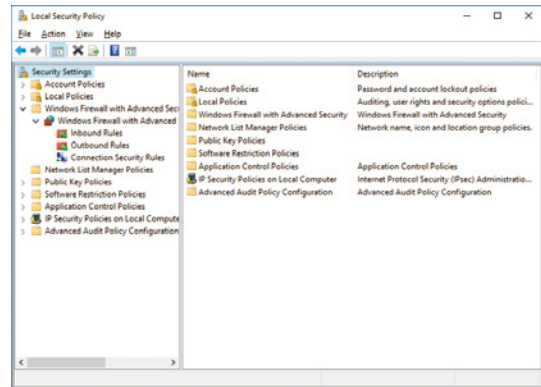 Local Security Policy
File Action View Help
Security Settings
Account Policies
Local Policies
Windows Firewall with Advanced Secu
Windows Firewall with Advanced
Inbound Rules
Outbound Rules
Connection Security Rules
Network List Manager Policies
Public Key Policies
Software Restriction Policies
Application Control Policies
IP Security Policies on Local Compute
Advanced Audit Policy Configuration
Name Description
Account Policies Password and account lockout policies
Local Policies Auditing, user rights and security options polici...
Windows Firewall with Advanced Security Windows Firewall with Advanced Security
Network List Manager Policies Network name, icon and location group policies.
Public Key Policies
Software Restriction Policies
Application Control Policies Application Control Policies
IP Security Policies on Local Computer Internet Protocol Security (IPsec) Administratio...
Advanced Audit Policy Configuration Advanced Audit Policy Configuration